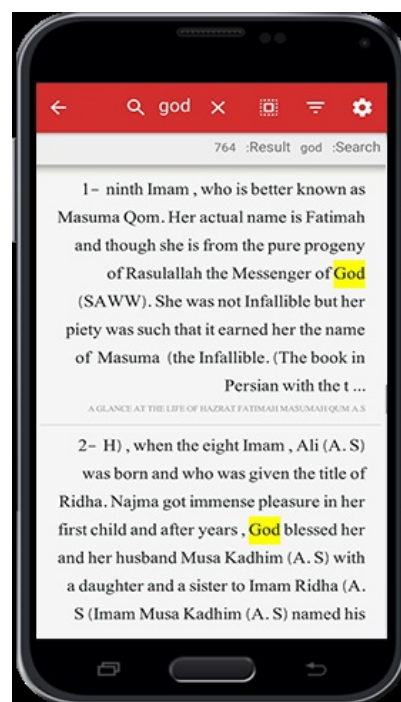 god
764 :Result god :Search
1– ninth Imam , who is better known as
Masuma Qom. Her actual name is Fatimah
and though she is from the pure progeny
of Rasulallah the Messenger of God
(SAWW). She was not Infallible but her
piety was such that it earned her the name
of Masuma (the Infallible. (The book in
Persian with the t ...
A GLANCE AT THE LIFE OF HAZRAT FATIMAH MASUMAH QUM A.S
2– H) , when the eight Imam , Ali (A. S)
was born and who was given the title of
Ridha. Najma got immense pleasure in her
first child and after years , God blessed her
and her husband Musa Kadhim (A. S) with
a daughter and a sister to Imam Ridha (A.
S (Imam Musa Kadhim (A. S) named his